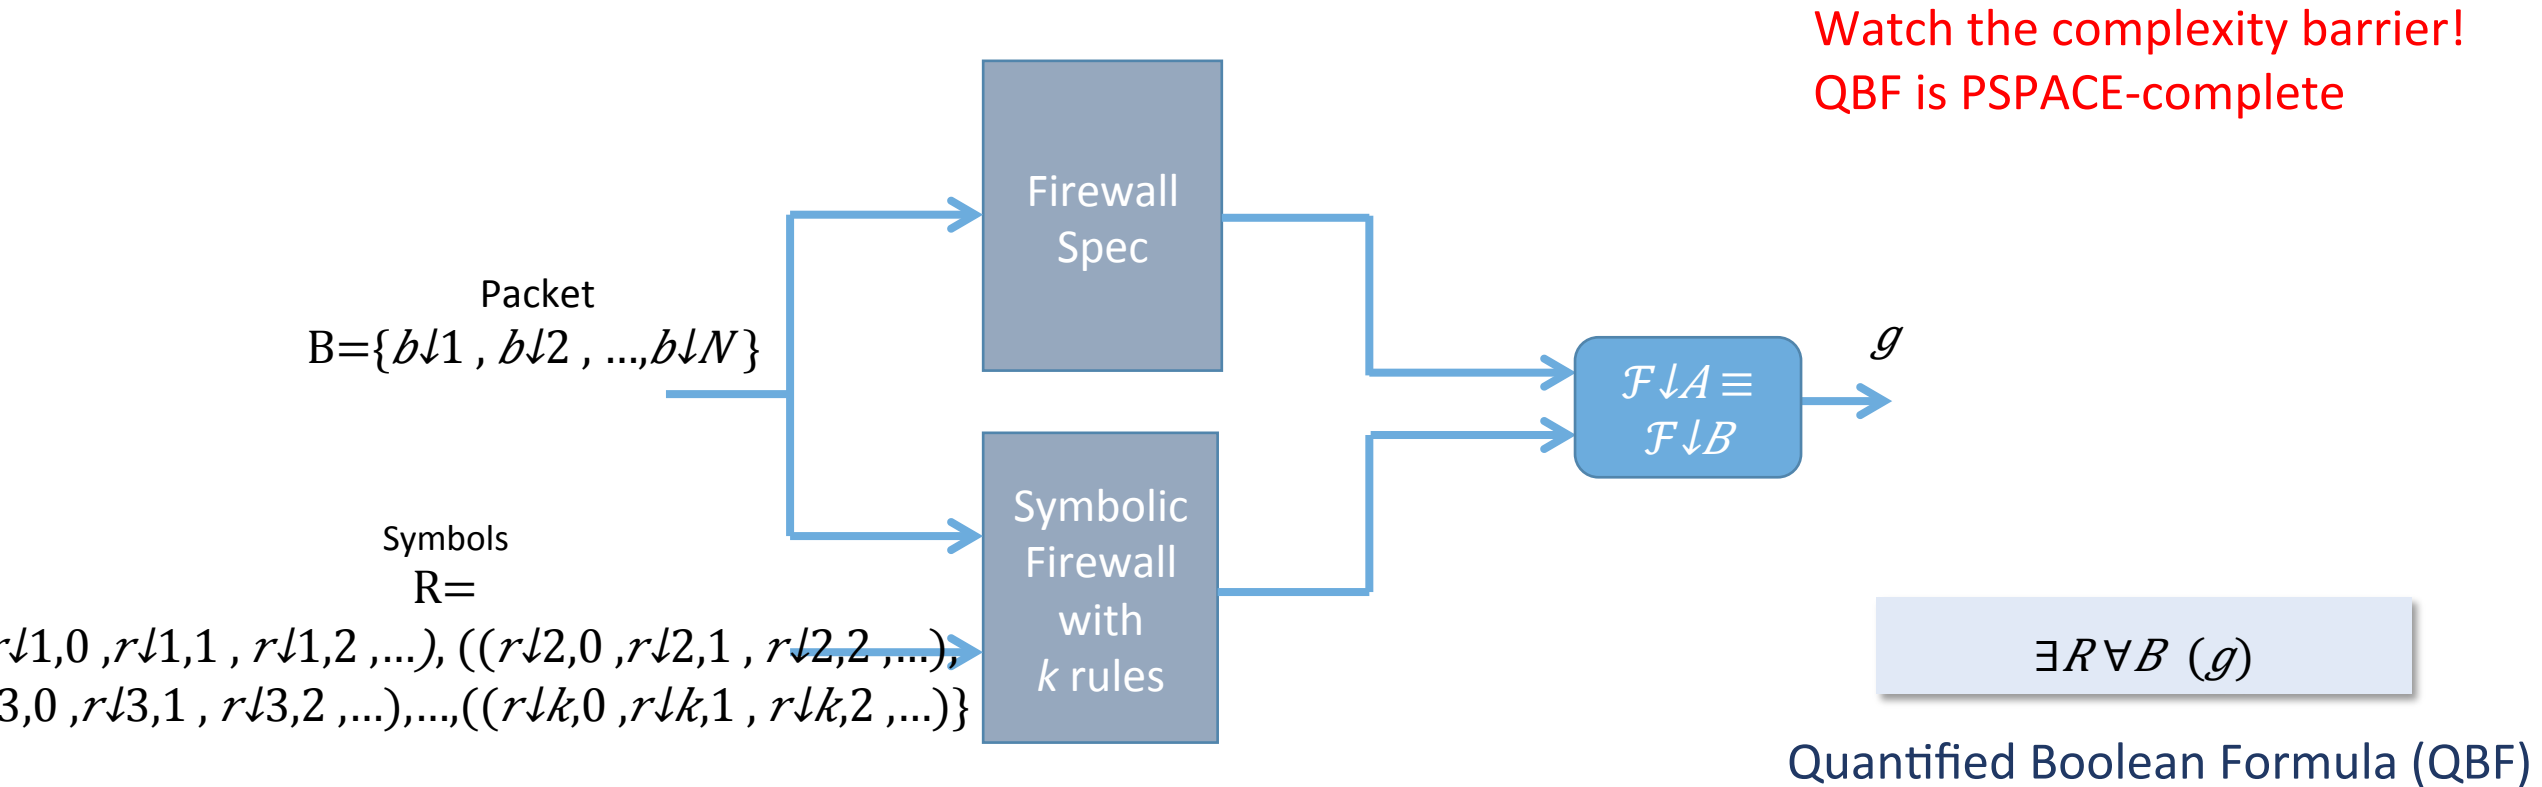 Watch the complexity barrier!
QBF is PSPACE-complete
Firewall
Spec
Packet
B={b↓1 , b↓2 , …,b↓N }
ℱ↓A ≡
ℱ↓B
g
Symbols
R=
r↓1,0 ,r↓1,1 , r↓1,2 ,…), ((r↓2,0 ,r↓2,1 , r↓2,2 ,…),
3,0 ,r↓3,1 , r↓3,2 ,…),…,((r↓k,0 ,r↓k,1 , r↓k,2 ,…)}
Symbolic
Firewall
with
k rules
∃R∀B (g)
Quantified Boolean Formula (QBF)